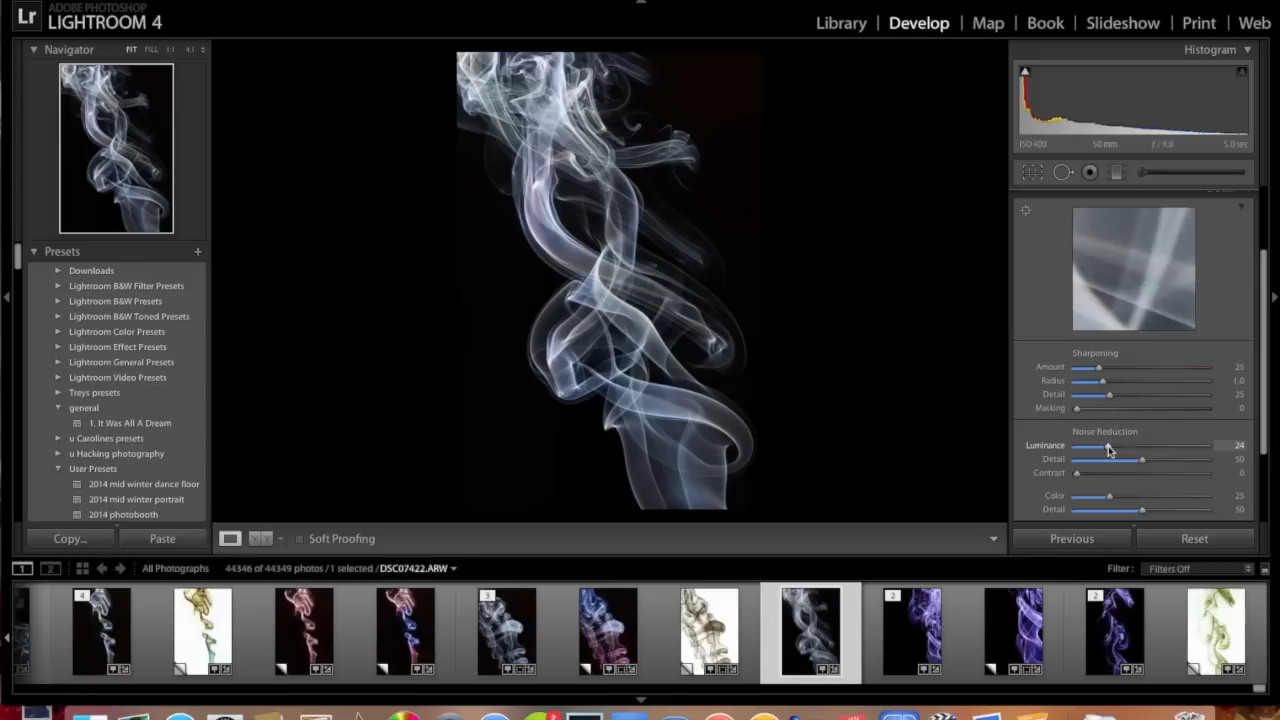 Lr
ADOBE PHOTOSHOP
LIGHTROOM 4
Library | Develop | Map | Book | Slideshow | Print | Web
Navigator FIT FILL 1:1 4:1
Histogram
ISO 400 50 mm f / 9.0 5.0 sec
Presets +
Downloads
Lightroom B&W Filter Presets
Lightroom B&W Presets
Lightroom B&W Toned Presets
Lightroom Color Presets
Lightroom Effect Presets
Lightroom General Presets
Lightroom Video Presets
Treys presets
general
1. It Was All A Dream
u Carolines presets
u Hacking photography
User Presets
2014 mid winter dance floor
2014 mid winter portrait
2014 photobooth
Copy...
Paste
Sharpening
Amount 25
Radius 1.0
Detail 25
Masking 0
Noise Reduction
Luminance 24
Detail 50
Contrast 0
Color 25
Detail 50
Soft Proofing
Previous
Reset
1 2 All Photographs 44346 of 44349 photos / 1 selected / DSC07422.ARW
Filter : Filters Off
4
3
2
2